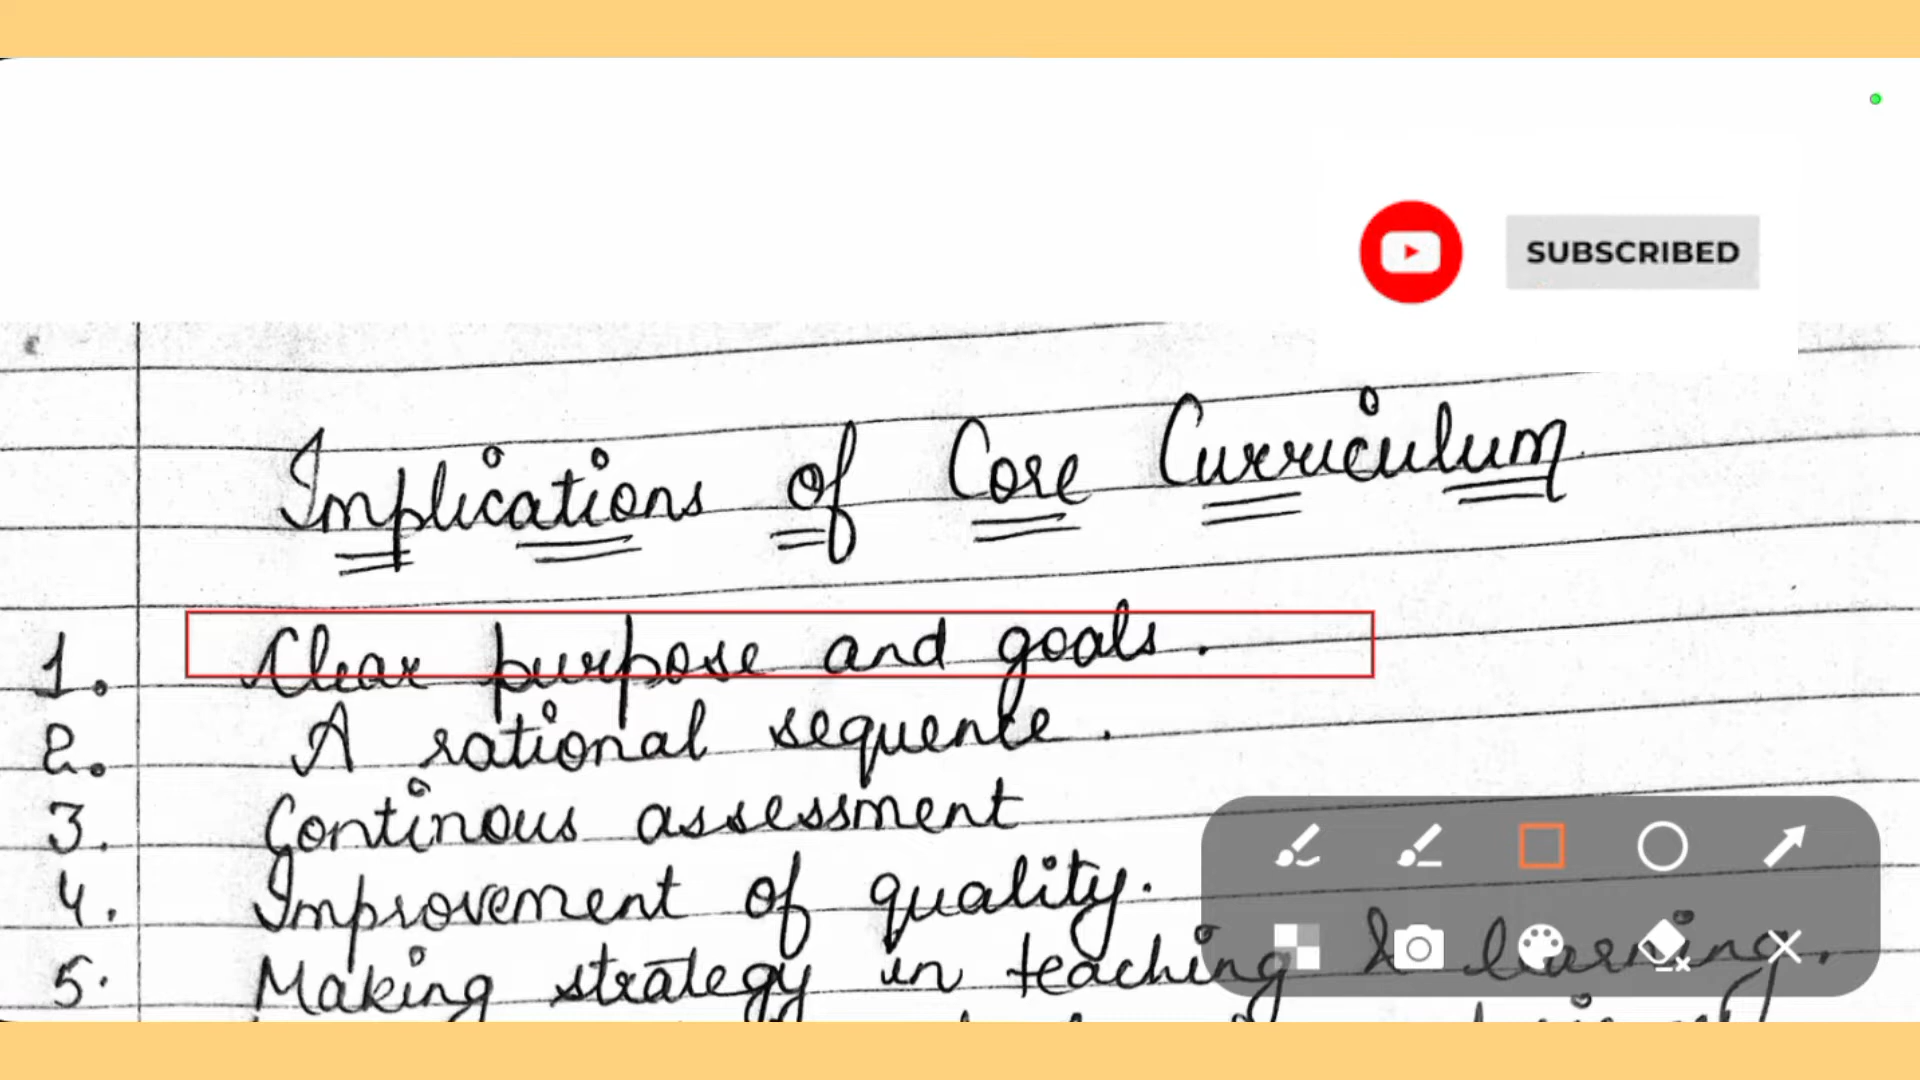 SUBSCRIBED
Implications of Core Curriculum
1. Clear purpose and goals.
2. A rational sequence.
3. Continous assessment
4. Improvement of quality.
5. Making strategy in teaching & learning.